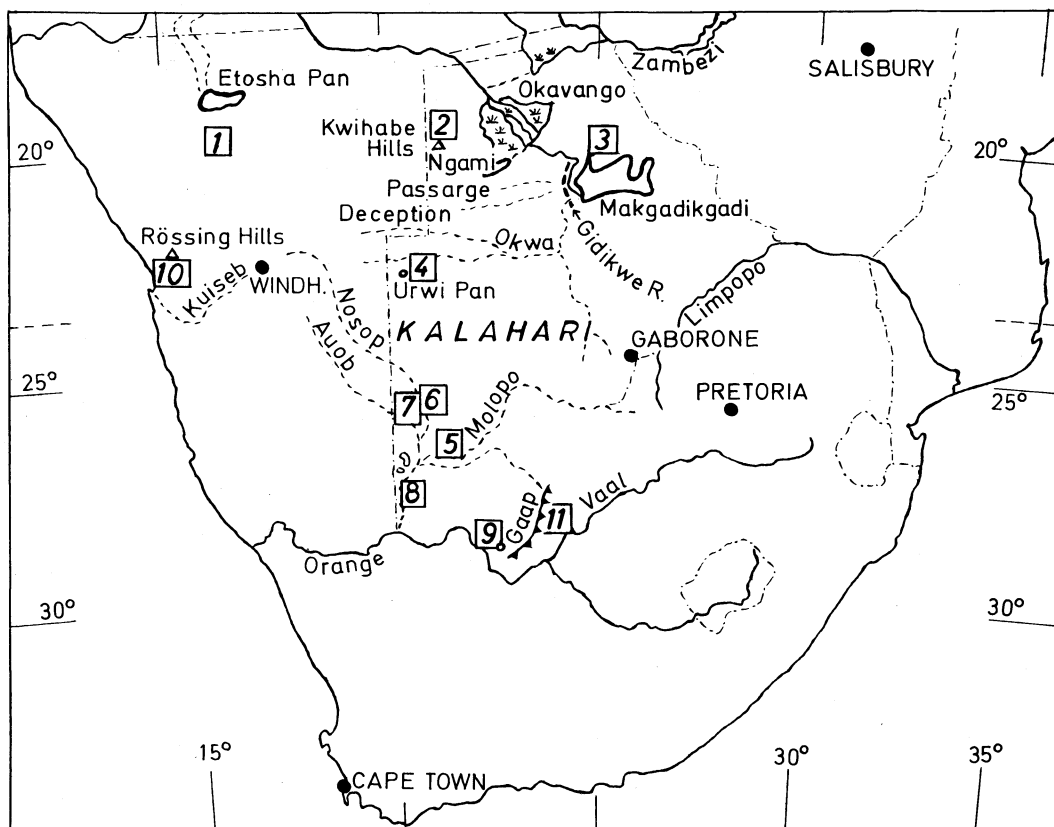 Zambezi
SALISBURY
Etosha Pan
Okavango
1
Kwihabe
Hills
2
3
Ngami
20°
20°
Passarge
Makgadikgadi
Deception
Okwa
Gidikwe R.
Rössing Hills
10
Kuiseb
WINDH.
4
Urwi Pan
Limpopo
Nosop
Auob
KALAHARI
GABORONE
25°
25°
PRETORIA
7
6
Molopo
5
8
Vaal
Gaap
11
9
Orange
30°
30°
15°
30°
35°
CAPE TOWN